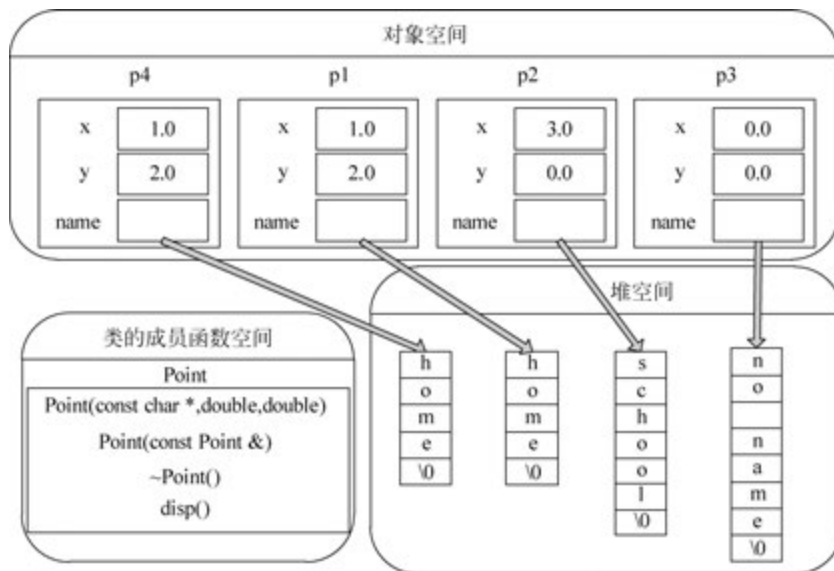 对象空间
p4 p1 p2 p3
x 1.0 x 1.0 x 3.0 x 0.0
y 2.0 y 2.0 y 0.0 y 0.0
name name name name
堆空间
类的成员函数空间
Point
Point(const char *,double,double)
Point(const Point &)
~Point()
disp()
h
o
m
e
\0
h
o
m
e
\0
s
c
h
o
o
l
\0
n
o
n
a
m
e
\0